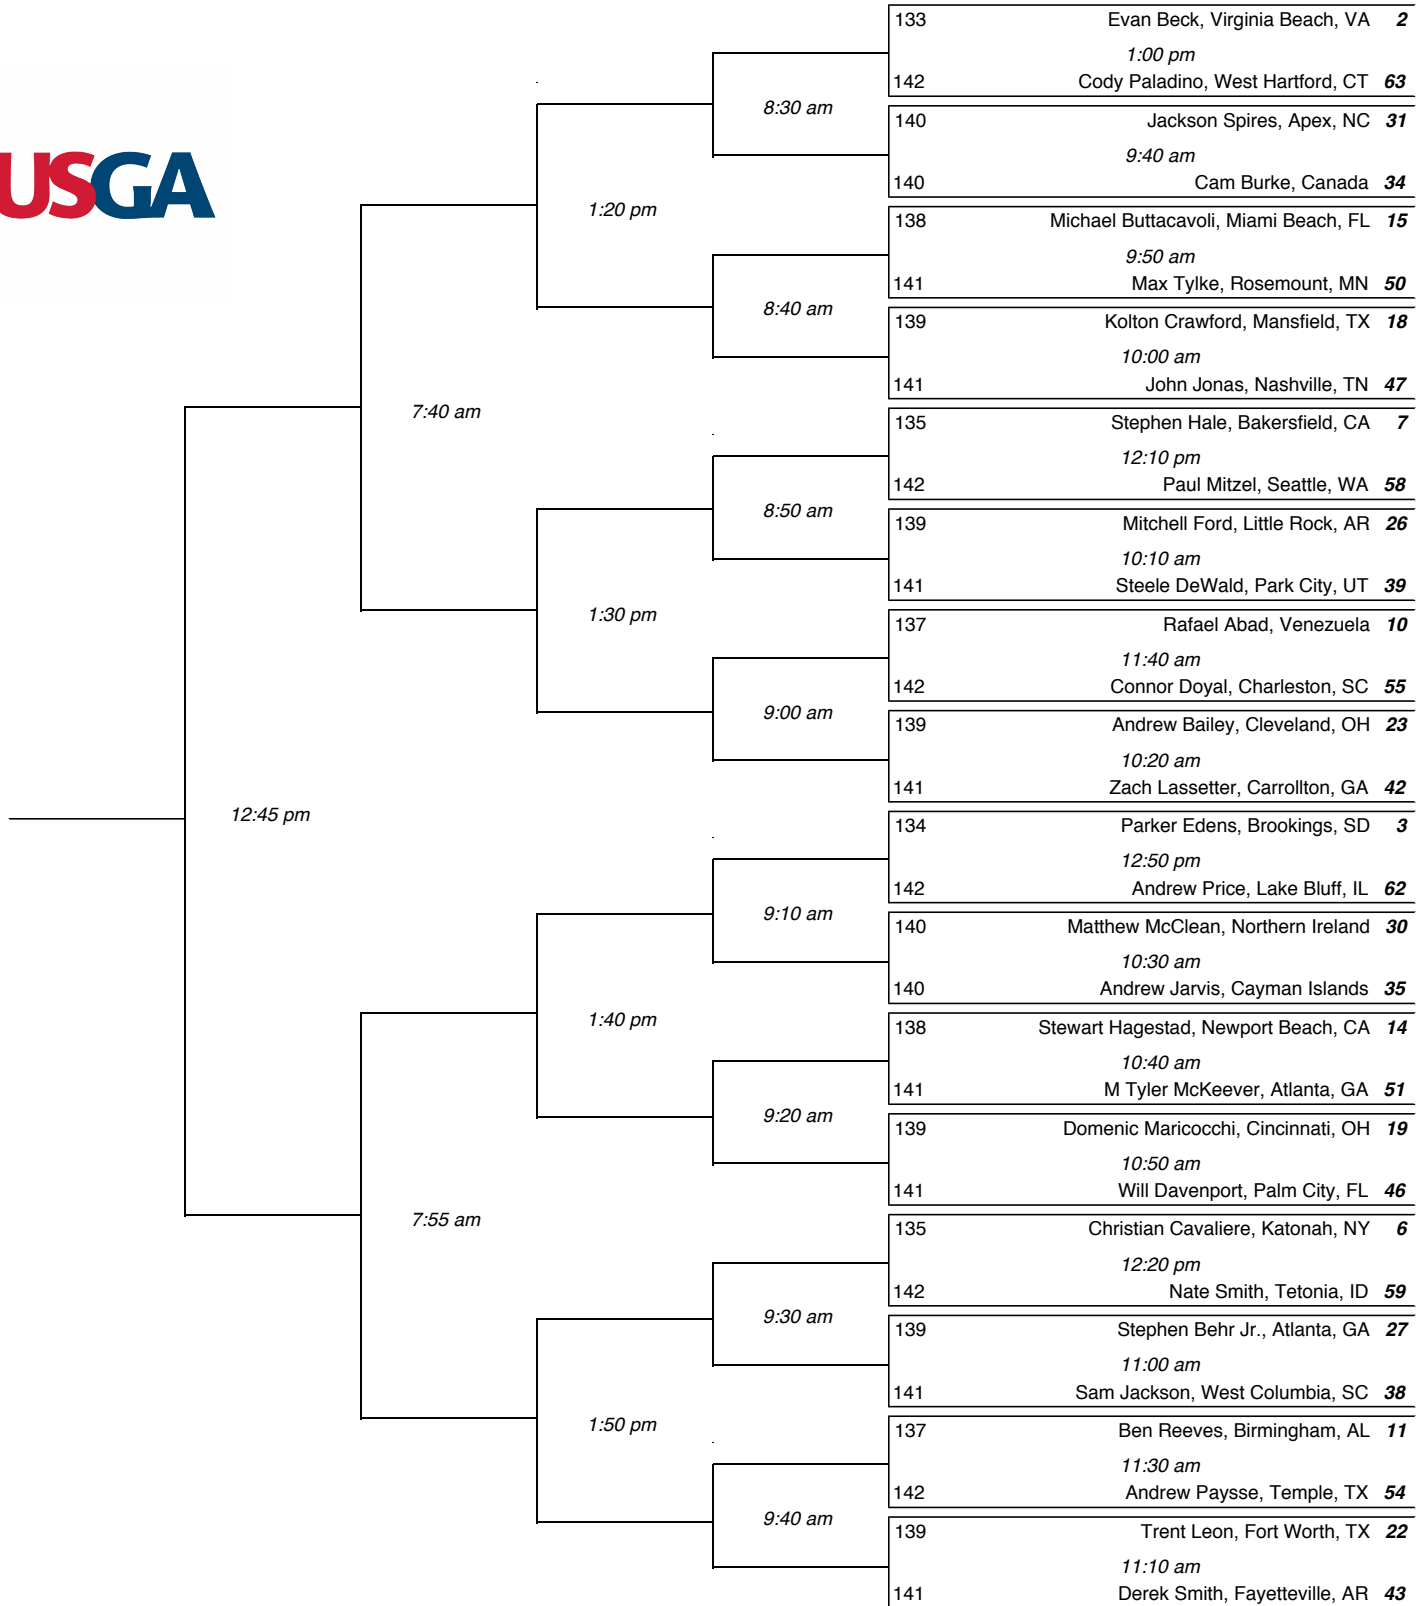 133 Evan Beck, Virginia Beach, VA 2
1:00 pm
142 Cody Paladino, West Hartford, CT 63
8:30 am
140 Jackson Spires, Apex, NC 31
9:40 am
140 Cam Burke, Canada 34
USGA
1:20 pm
138 Michael Buttacavoli, Miami Beach, FL 15
9:50 am
141 Max Tylke, Rosemount, MN 50
8:40 am
139 Kolton Crawford, Mansfield, TX 18
10:00 am
141 John Jonas, Nashville, TN 47
7:40 am
135 Stephen Hale, Bakersfield, CA 7
12:10 pm
142 Paul Mitzel, Seattle, WA 58
8:50 am
139 Mitchell Ford, Little Rock, AR 26
10:10 am
141 Steele DeWald, Park City, UT 39
1:30 pm
137 Rafael Abad, Venezuela 10
11:40 am
142 Connor Doyal, Charleston, SC 55
9:00 am
139 Andrew Bailey, Cleveland, OH 23
10:20 am
141 Zach Lassetter, Carrollton, GA 42
12:45 pm
134 Parker Edens, Brookings, SD 3
12:50 pm
142 Andrew Price, Lake Bluff, IL 62
9:10 am
140 Matthew McClean, Northern Ireland 30
10:30 am
140 Andrew Jarvis, Cayman Islands 35
1:40 pm
138 Stewart Hagestad, Newport Beach, CA 14
10:40 am
141 M Tyler McKeever, Atlanta, GA 51
9:20 am
139 Domenic Maricocchi, Cincinnati, OH 19
10:50 am
141 Will Davenport, Palm City, FL 46
7:55 am
135 Christian Cavaliere, Katonah, NY 6
12:20 pm
142 Nate Smith, Tetonia, ID 59
9:30 am
139 Stephen Behr Jr., Atlanta, GA 27
11:00 am
141 Sam Jackson, West Columbia, SC 38
1:50 pm
137 Ben Reeves, Birmingham, AL 11
11:30 am
142 Andrew Paysse, Temple, TX 54
9:40 am
139 Trent Leon, Fort Worth, TX 22
11:10 am
141 Derek Smith, Fayetteville, AR 43